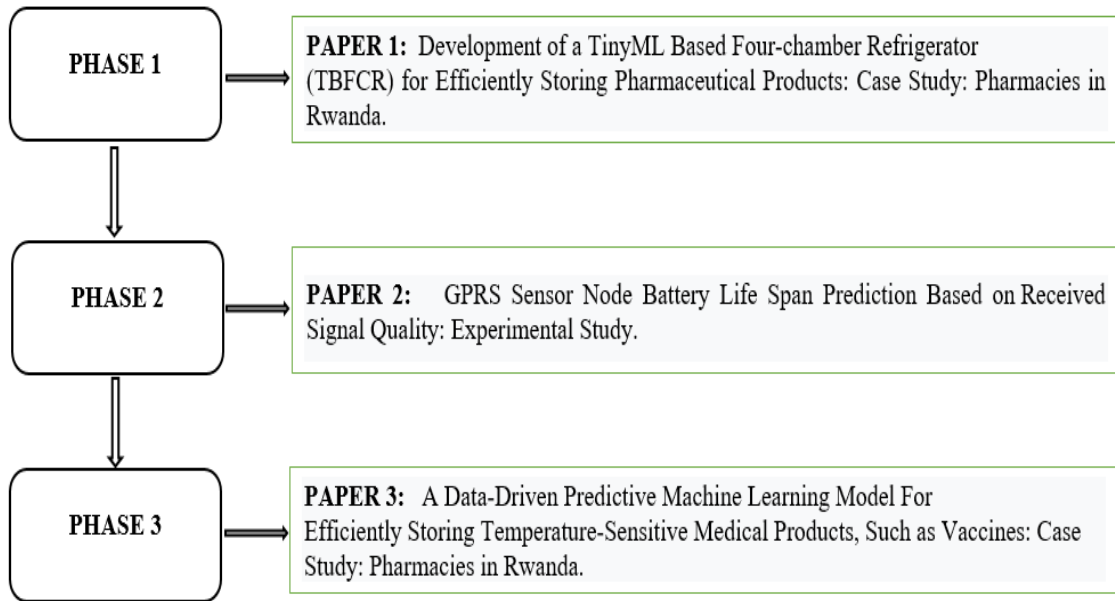 PHASE 1
PAPER 1: Development of a TinyML Based Four-chamber Refrigerator
(TBFCR) for Efficiently Storing Pharmaceutical Products: Case Study: Pharmacies in
Rwanda.
PHASE 2
PAPER 2: GPRS Sensor Node Battery Life Span Prediction Based on Received
Signal Quality: Experimental Study.
PHASE 3
PAPER 3: A Data-Driven Predictive Machine Learning Model For
Efficiently Storing Temperature-Sensitive Medical Products, Such as Vaccines: Case
Study: Pharmacies in Rwanda.